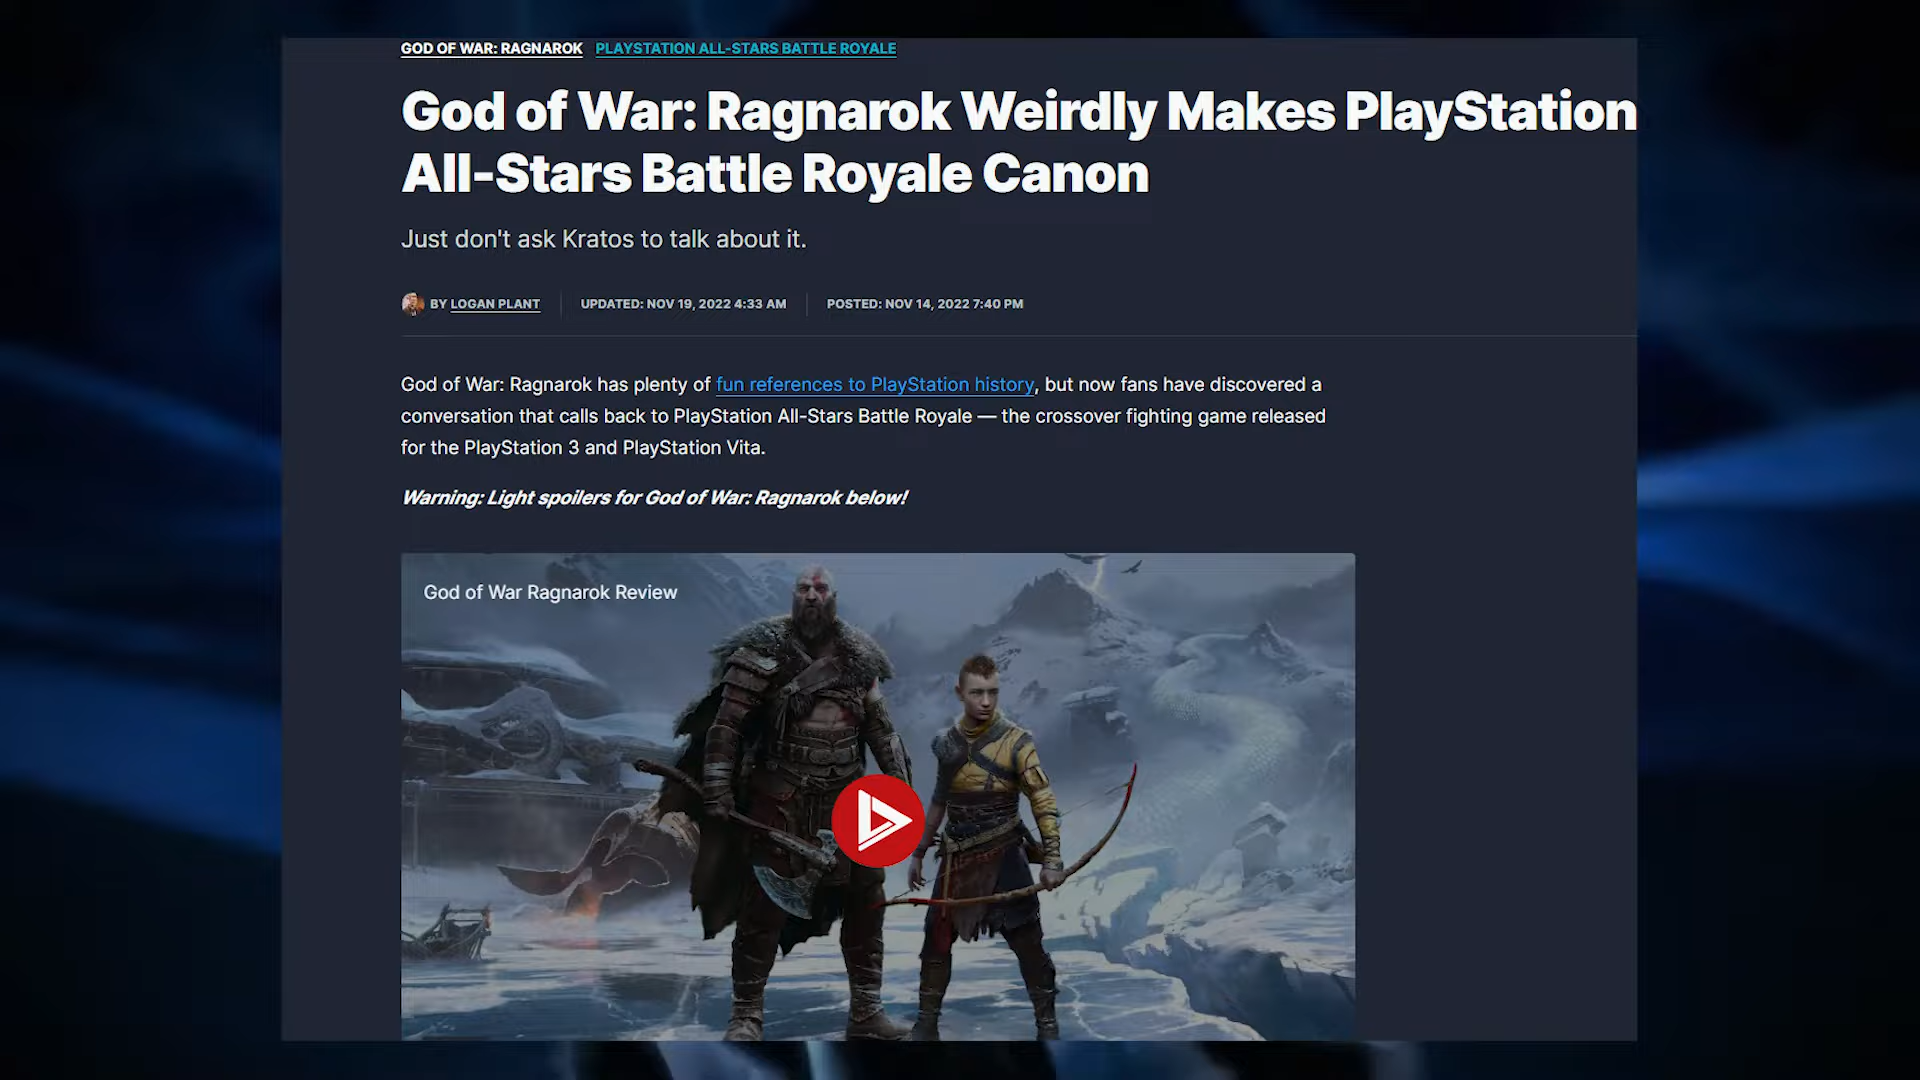 GOD OF WAR: RAGNAROK PLAYSTATION ALL-STARS BATTLE ROYALE
God of War: Ragnarok Weirdly Makes PlayStation
All-Stars Battle Royale Canon
Just don't ask Kratos to talk about it.
BY LOGAN PLANT UPDATED: NOV 19, 2022 4:33 AM POSTED: NOV 14, 2022 7:40 PM
God of War: Ragnarok has plenty of fun references to PlayStation history, but now fans have discovered a
conversation that calls back to PlayStation All-Stars Battle Royale — the crossover fighting game released
for the PlayStation 3 and PlayStation Vita.
Warning: Light spoilers for God of War: Ragnarok below!
God of War Ragnarok Review